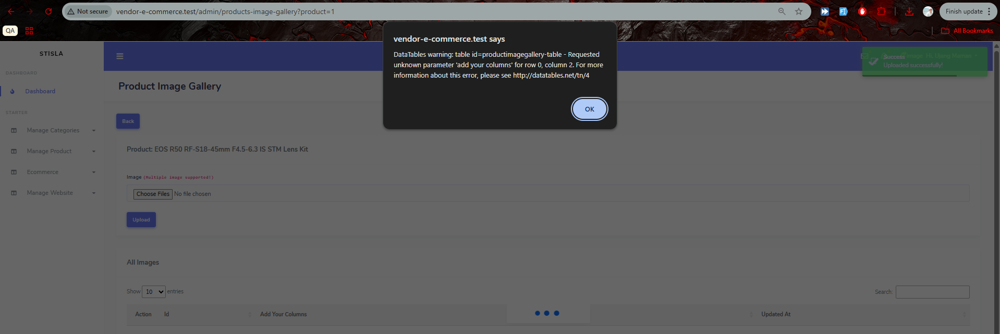 Not secure
vendor-e-commerce.test/admin/products-image-gallery?product=1
Finish update
QA
All Bookmarks
vendor-e-commerce.test says
DataTables warning: table id=productimagegallery-table - Requested
unknown parameter 'add your columns' for row 0, column 2. For more
information about this error, please see http://datatables.net/tn/4
OK
STISLA
Hi, Ujang Maman
Success
Uploaded successfully!
DASHBOARD
Dashboard
STARTER
Manage Categories
Manage Product
Ecommerce
Manage Website
Product Image Gallery
Back
Product: EOS R50 RF-S18-45mm F4.5-6.3 IS STM Lens Kit
Image (Multiple image supported!)
Choose Files No file chosen
Upload
All Images
Show 10 entries
Search:
Action Id Add Your Columns Updated At